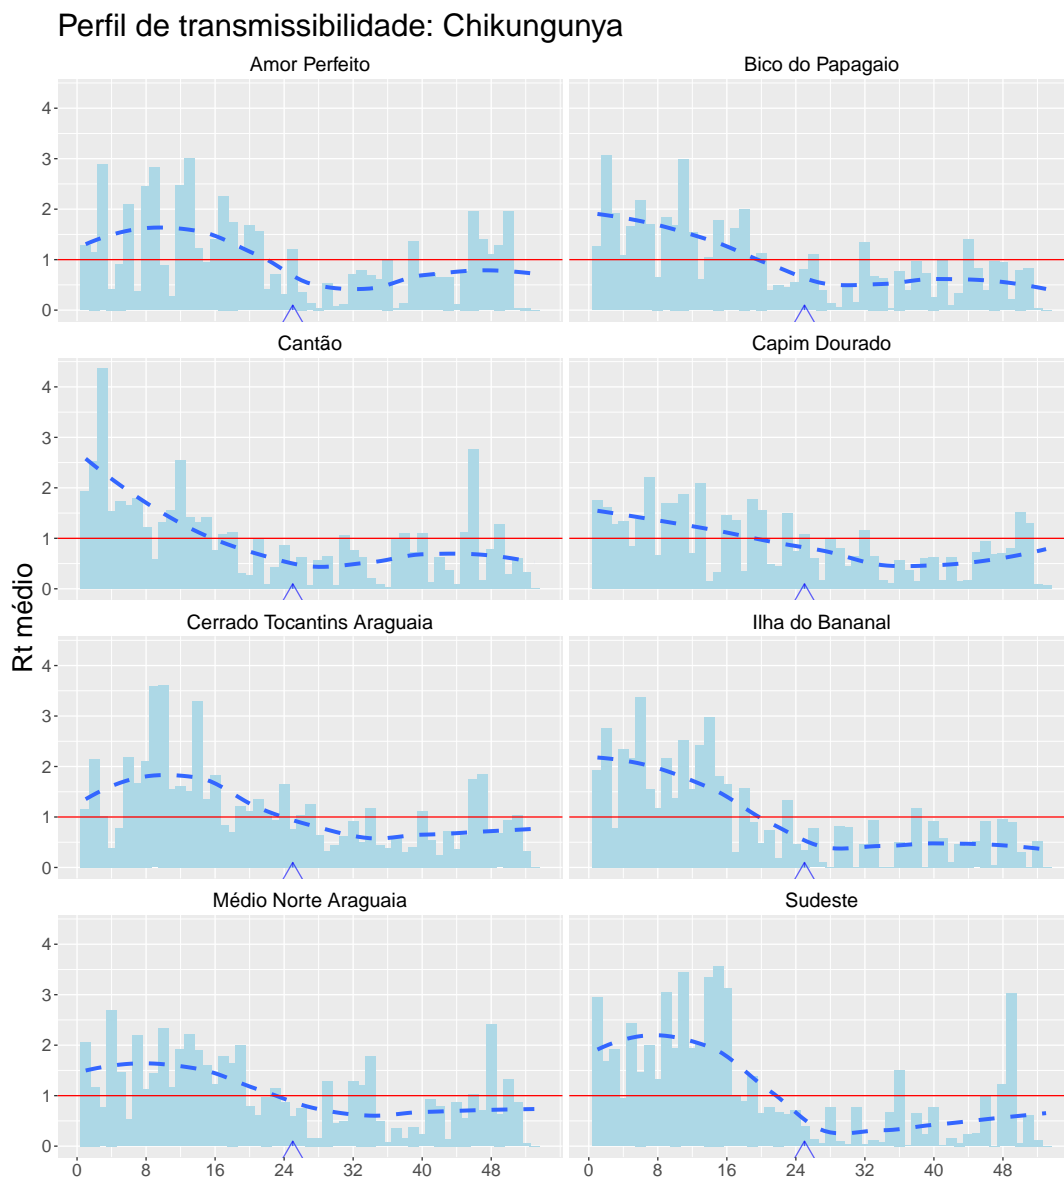 Perfil de transmissibilidade: Chikungunya
Amor Perfeito
Bico do Papagaio
4
3
2
1
0
Cantão
Capim Dourado
4
3
2
1
0
Rt médio
Cerrado Tocantins Araguaia
Ilha do Bananal
4
3
2
1
0
Médio Norte Araguaia
Sudeste
4
3
2
1
0
0 8 16 24 32 40 48
0 8 16 24 32 40 48